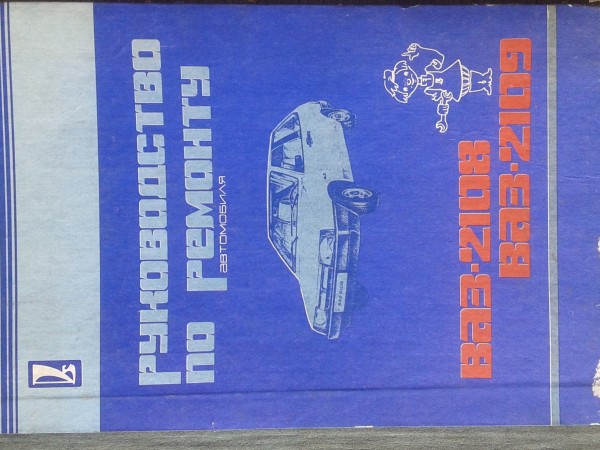 РУКОВОДСТВО
ПО РЕМОНТУ
АВТОМОБИЛЯ
ВАЗ-2108
ВАЗ-2109